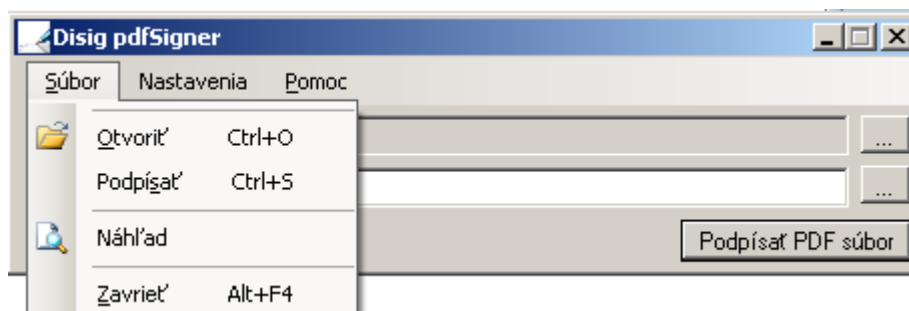 Disig pdfSigner
Súbor Nastavenia Pomoc
Otvoriť Ctrl+O
...
Podpísať Ctrl+S
...
Náhľad
Podpísať PDF súbor
Zavrieť Alt+F4